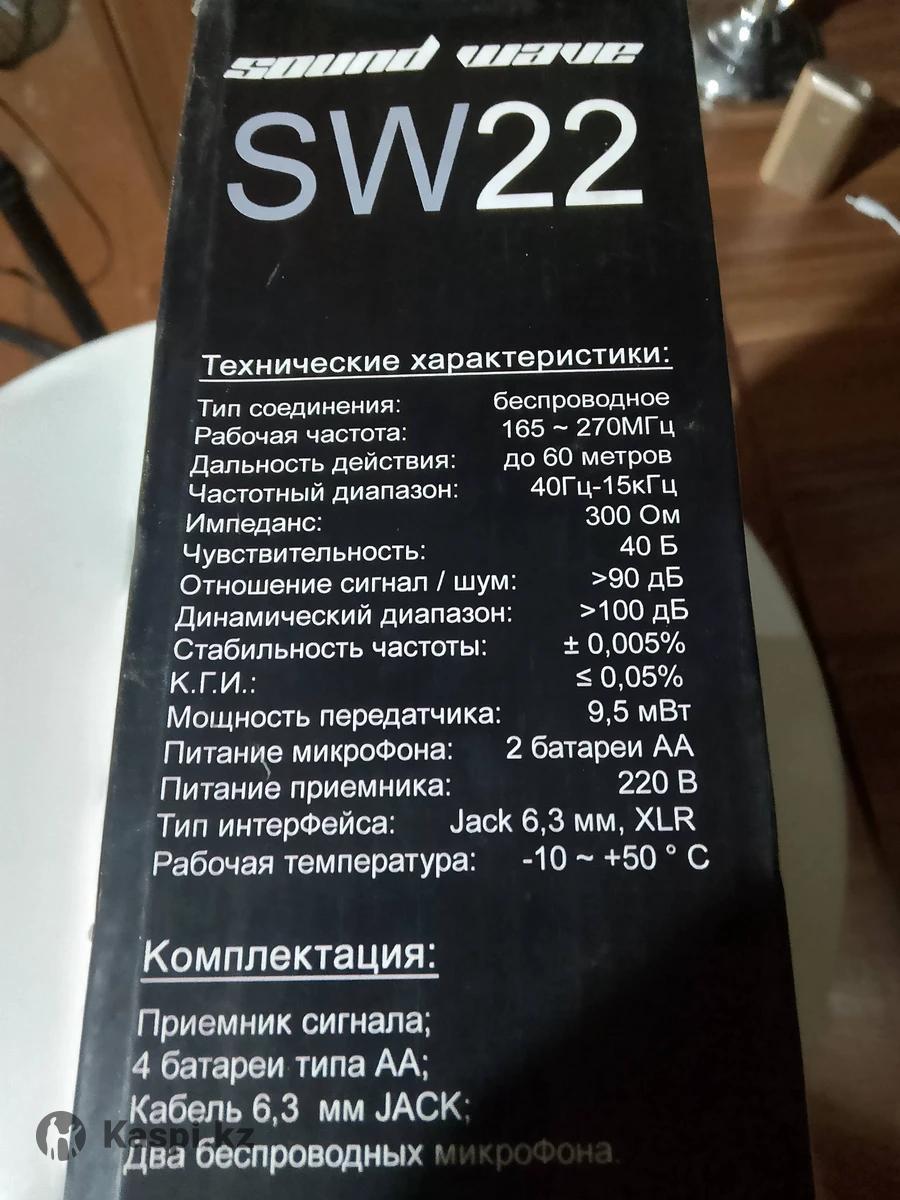 sound wave
SW22
Технические характеристики:
Тип соединения: беспроводное
Рабочая частота: 165 ~ 270МГц
Дальность действия: до 60 метров
Частотный диапазон: 40Гц-15кГц
Импеданс: 300 Ом
Чувствительность: 40 Б
Отношение сигнал / шум: >90 дБ
Динамический диапазон: >100 дБ
Стабильность частоты: ± 0,005%
К.Г.И.: ≤ 0,05%
Мощность передатчика: 9,5 мВт
Питание микроФона: 2 батареи АА
Питание приемника: 220 В
Тип интерФейса: Jack 6,3 мм, XLR
Рабочая температура: -10 ~ +50 ° С
Комплектация:
Приемник сигнала;
4 батареи типа АА;
Кабель 6,3 мм JACK;
Kaspi.kz
Два беспроводных микроФона.